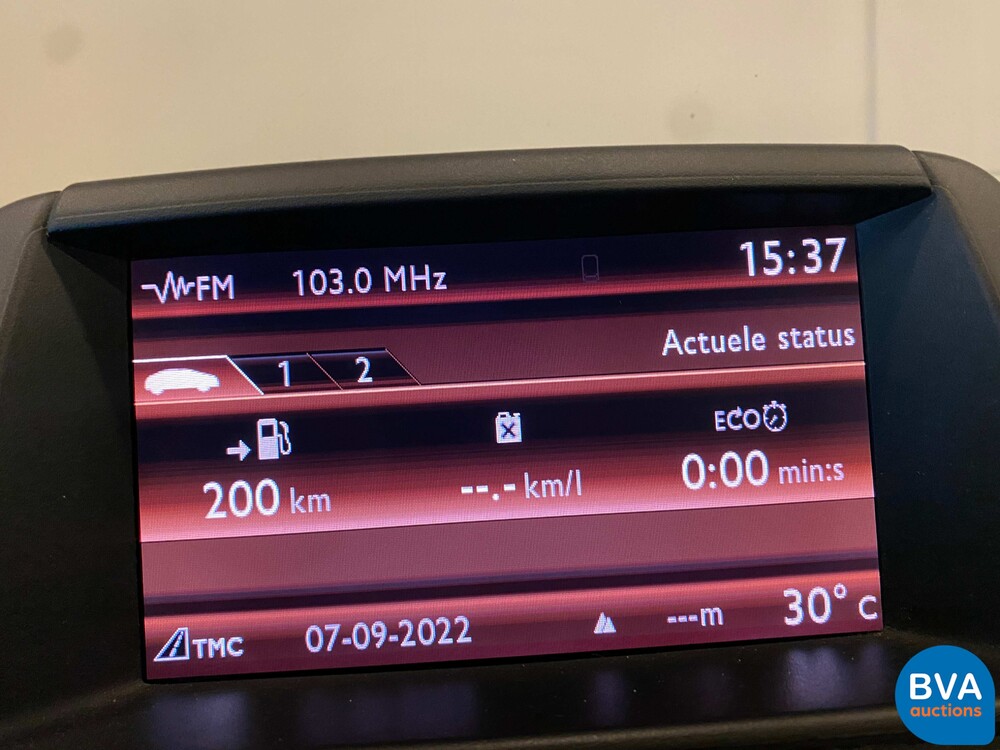 FM 103.0 MHz 15:37
Actuele status
1 2
ECO
200 km --.- km/l 0:00 min:s
TMC 07-09-2022 ---m 30° C
BVA
auctions